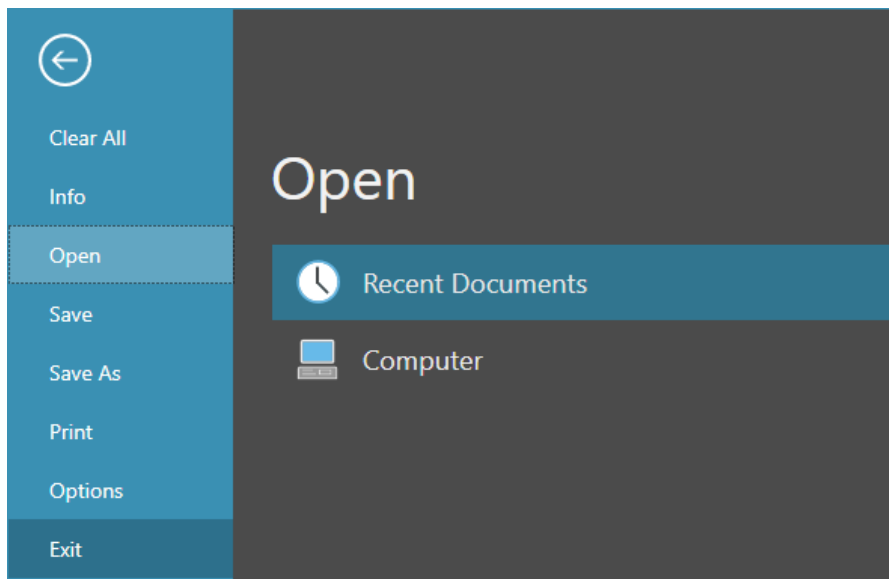 Clear All
Info
Open
Save
Save As
Print
Options
Exit
Open
Recent Documents
Computer